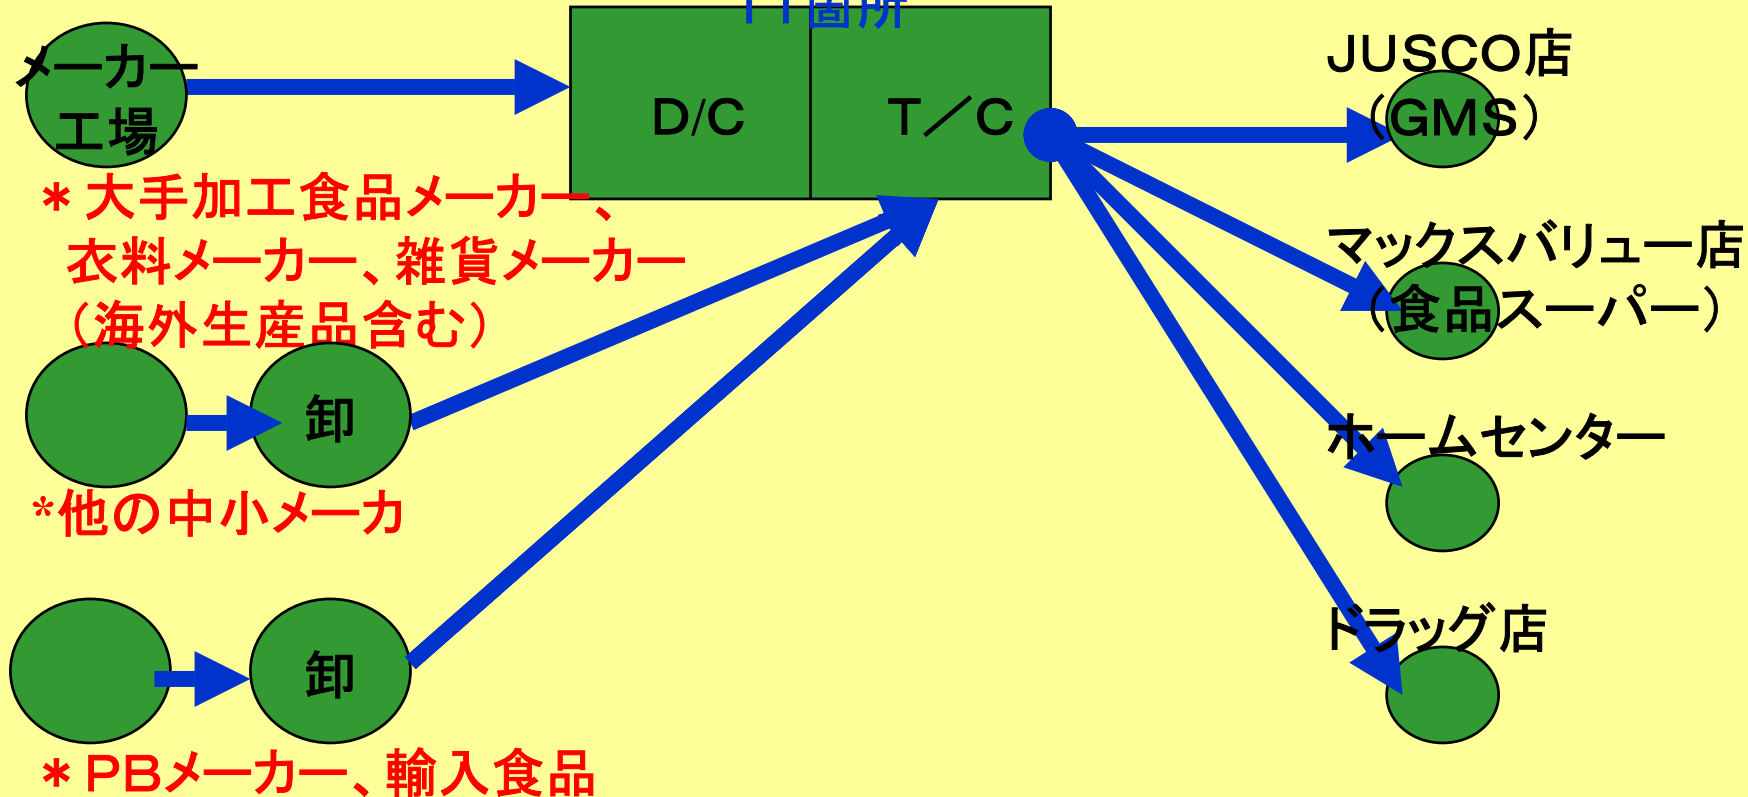 11箇所
メーカー
工場
D/C
T／C
＊大手加工食品メーカー、
衣料メーカー、雑貨メーカー
（海外生産品含む）
卸
*他の中小メーカ
卸
＊PBメーカー、輸入食品
JUSCO店
（GMS）
マックスバリュー店
（食品スーパー）
ホームセンター
ドラッグ店